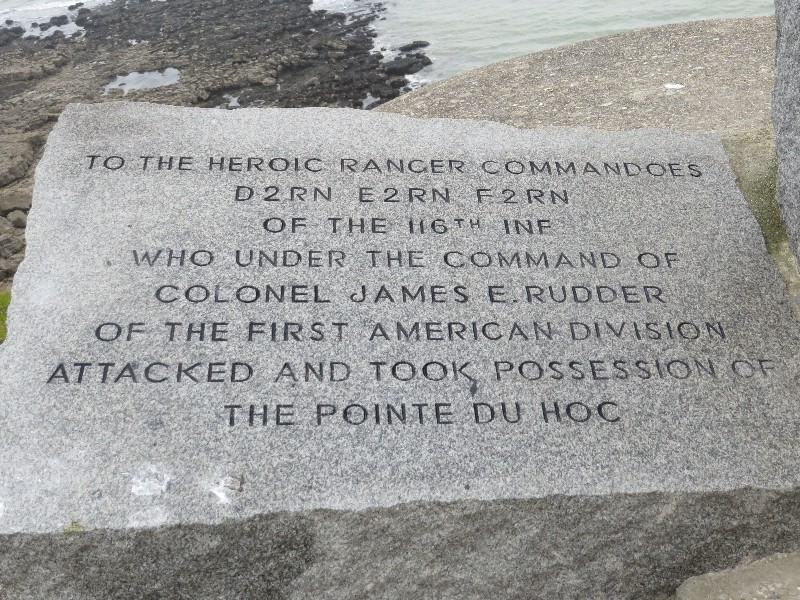 TO THE HEROIC RANGER COMMANDOES
D2RN E2RN F2RN
OF THE 116TH INF
WHO UNDER THE COMMAND OF
COLONEL JAMES E. RUDDER
OF THE FIRST AMERICAN DIVISION
ATTACKED AND TOOK POSSESSION OF
THE POINTE DU HOC